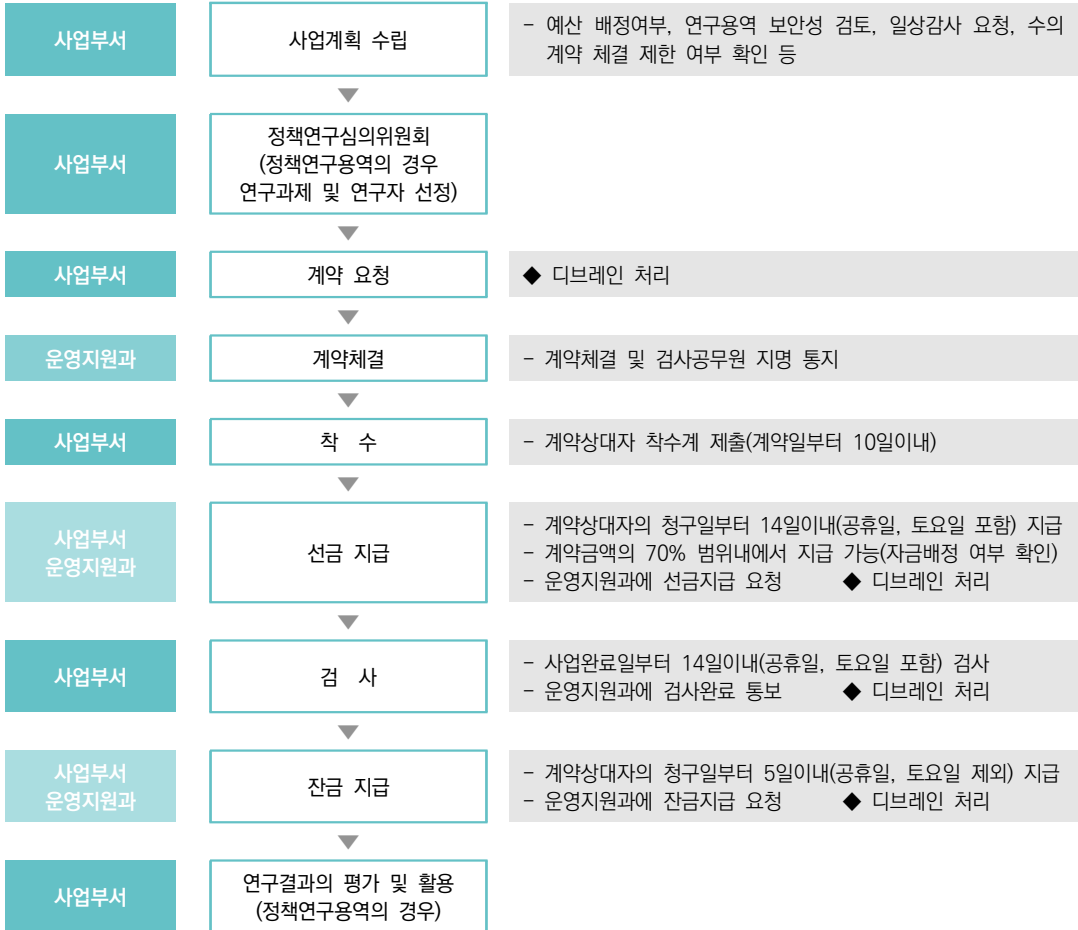 사업부서
사업계획 수립
- 예산 배정여부, 연구용역 보안성 검토, 일상감사 요청, 수의
계약 체결 제한 여부 확인 등
사업부서
정책연구심의위원회
(정책연구용역의 경우
연구과제 및 연구자 선정)
사업부서
계약 요청
◆ 디브레인 처리
운영지원과
계약체결
- 계약체결 및 검사공무원 지명 통지
사업부서
착 수
- 계약상대자 착수계 제출(계약일부터 10일이내)
사업부서
운영지원과
선금 지급
- 계약상대자의 청구일부터 14일이내(공휴일, 토요일 포함) 지급
- 계약금액의 70% 범위내에서 지급 가능(자금배정 여부 확인)
- 운영지원과에 선금지급 요청 ◆ 디브레인 처리
사업부서
검 사
- 사업완료일부터 14일이내(공휴일, 토요일 포함) 검사
- 운영지원과에 검사완료 통보 ◆ 디브레인 처리
사업부서
운영지원과
잔금 지급
- 계약상대자의 청구일부터 5일이내(공휴일, 토요일 제외) 지급
- 운영지원과에 잔금지급 요청 ◆ 디브레인 처리
사업부서
연구결과의 평가 및 활용
(정책연구용역의 경우)